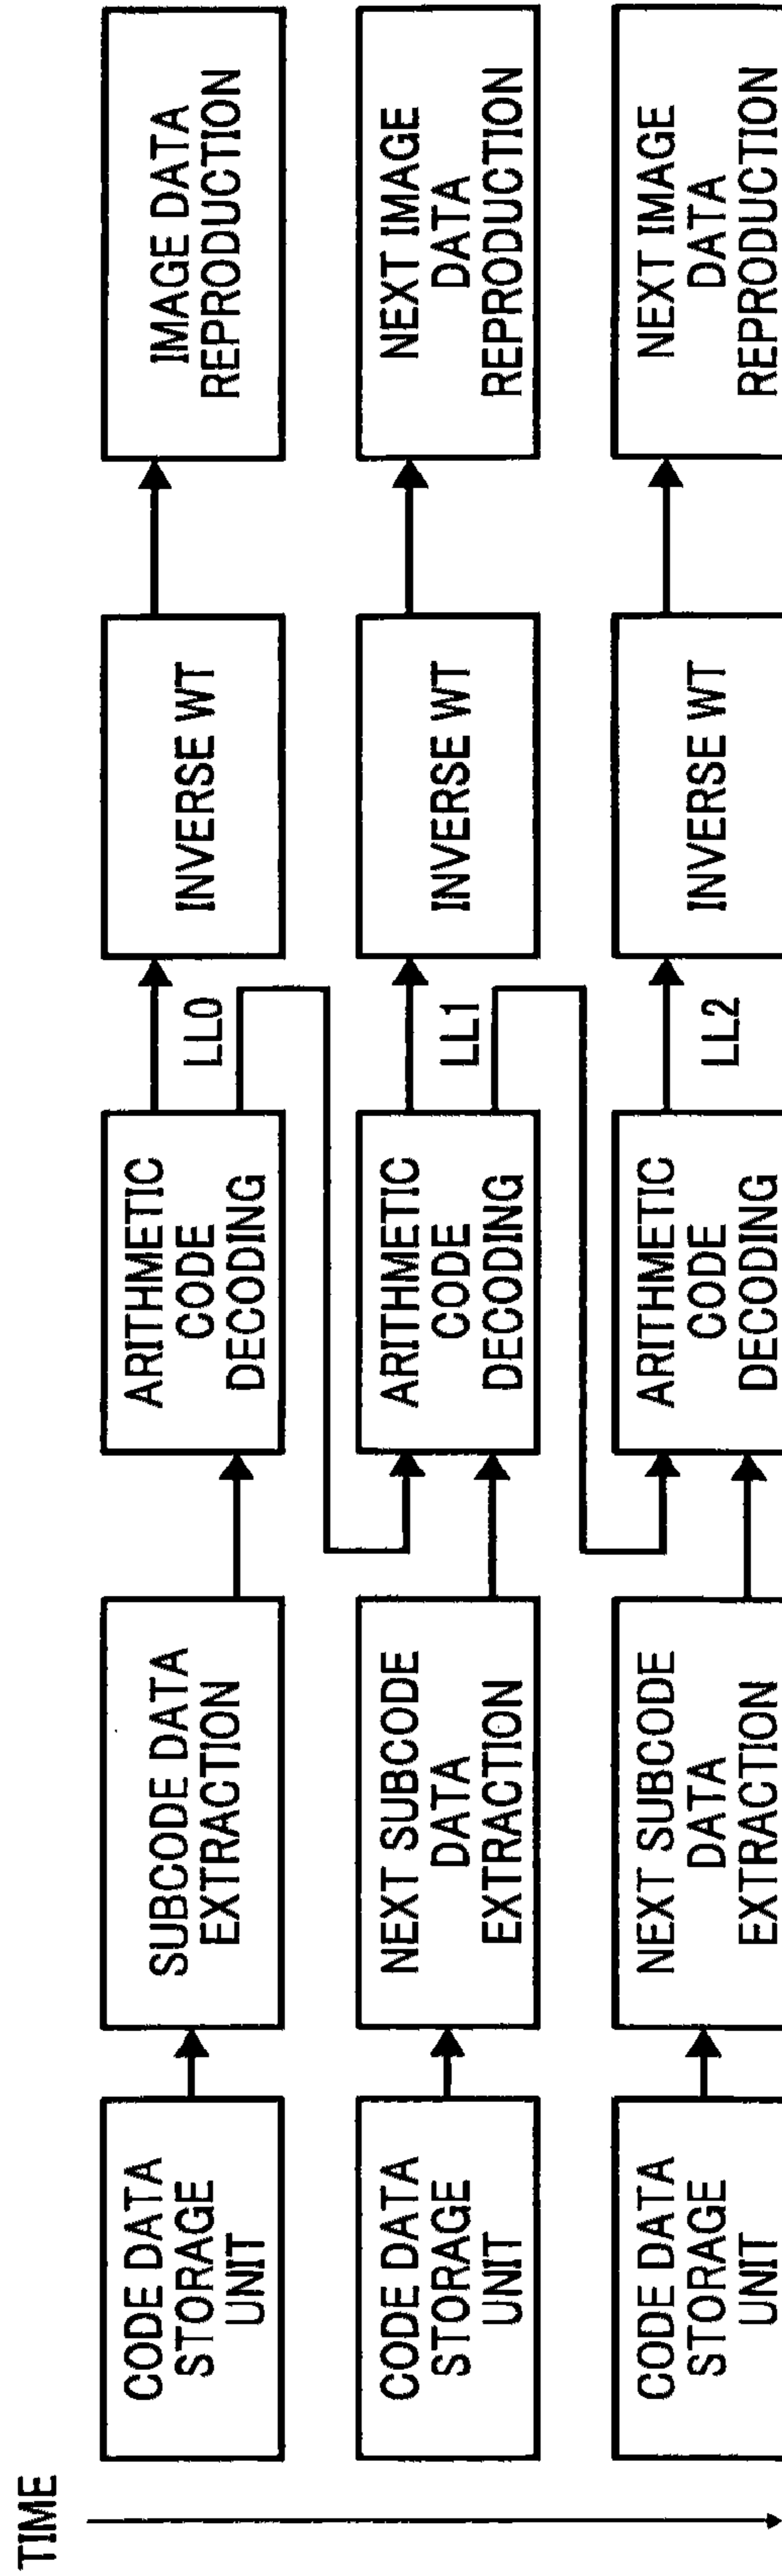 TIME
CODE DATA
STORAGE
UNIT
SUBCODE DATA
EXTRACTION
ARITHMETIC
CODE
DECODING
LL0
INVERSE WT
IMAGE DATA
REPRODUCTION
CODE DATA
STORAGE
UNIT
NEXT SUBCODE
DATA
EXTRACTION
ARITHMETIC
CODE
DECODING
LL1
INVERSE WT
NEXT IMAGE
DATA
REPRODUCTION
CODE DATA
STORAGE
UNIT
NEXT SUBCODE
DATA
EXTRACTION
ARITHMETIC
CODE
DECODING
LL2
INVERSE WT
NEXT IMAGE
DATA
REPRODUCTION